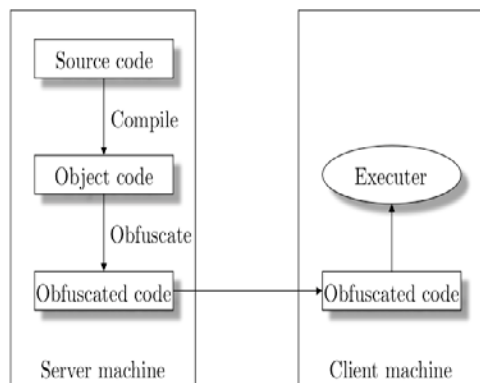 Source code
Compile
Object code
Obfuscate
Obfuscated code
Server machine
Executer
Obfuscated code
Client machine